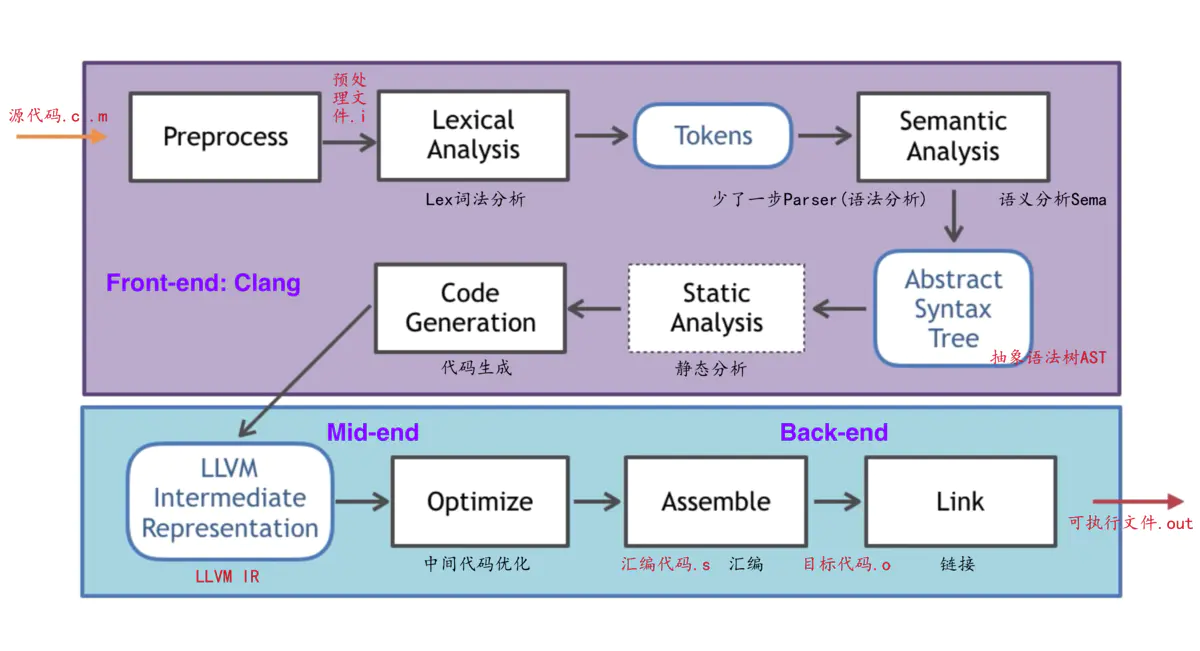 源代码.c .m
Preprocess
预处
理文
件.i
Lexical
Analysis
Lex词法分析
Tokens
少了一步Parser(语法分析)
Semantic
Analysis
语义分析Sema
Front-end: Clang
Code
Generation
代码生成
Static
Analysis
静态分析
Abstract
Syntax
Tree
抽象语法树AST
Mid-end
Back-end
LLVM
Intermediate
Representation
LLVM IR
Optimize
中间代码优化
Assemble
汇编代码.s 汇编
目标代码.o
Link
链接
可执行文件.out